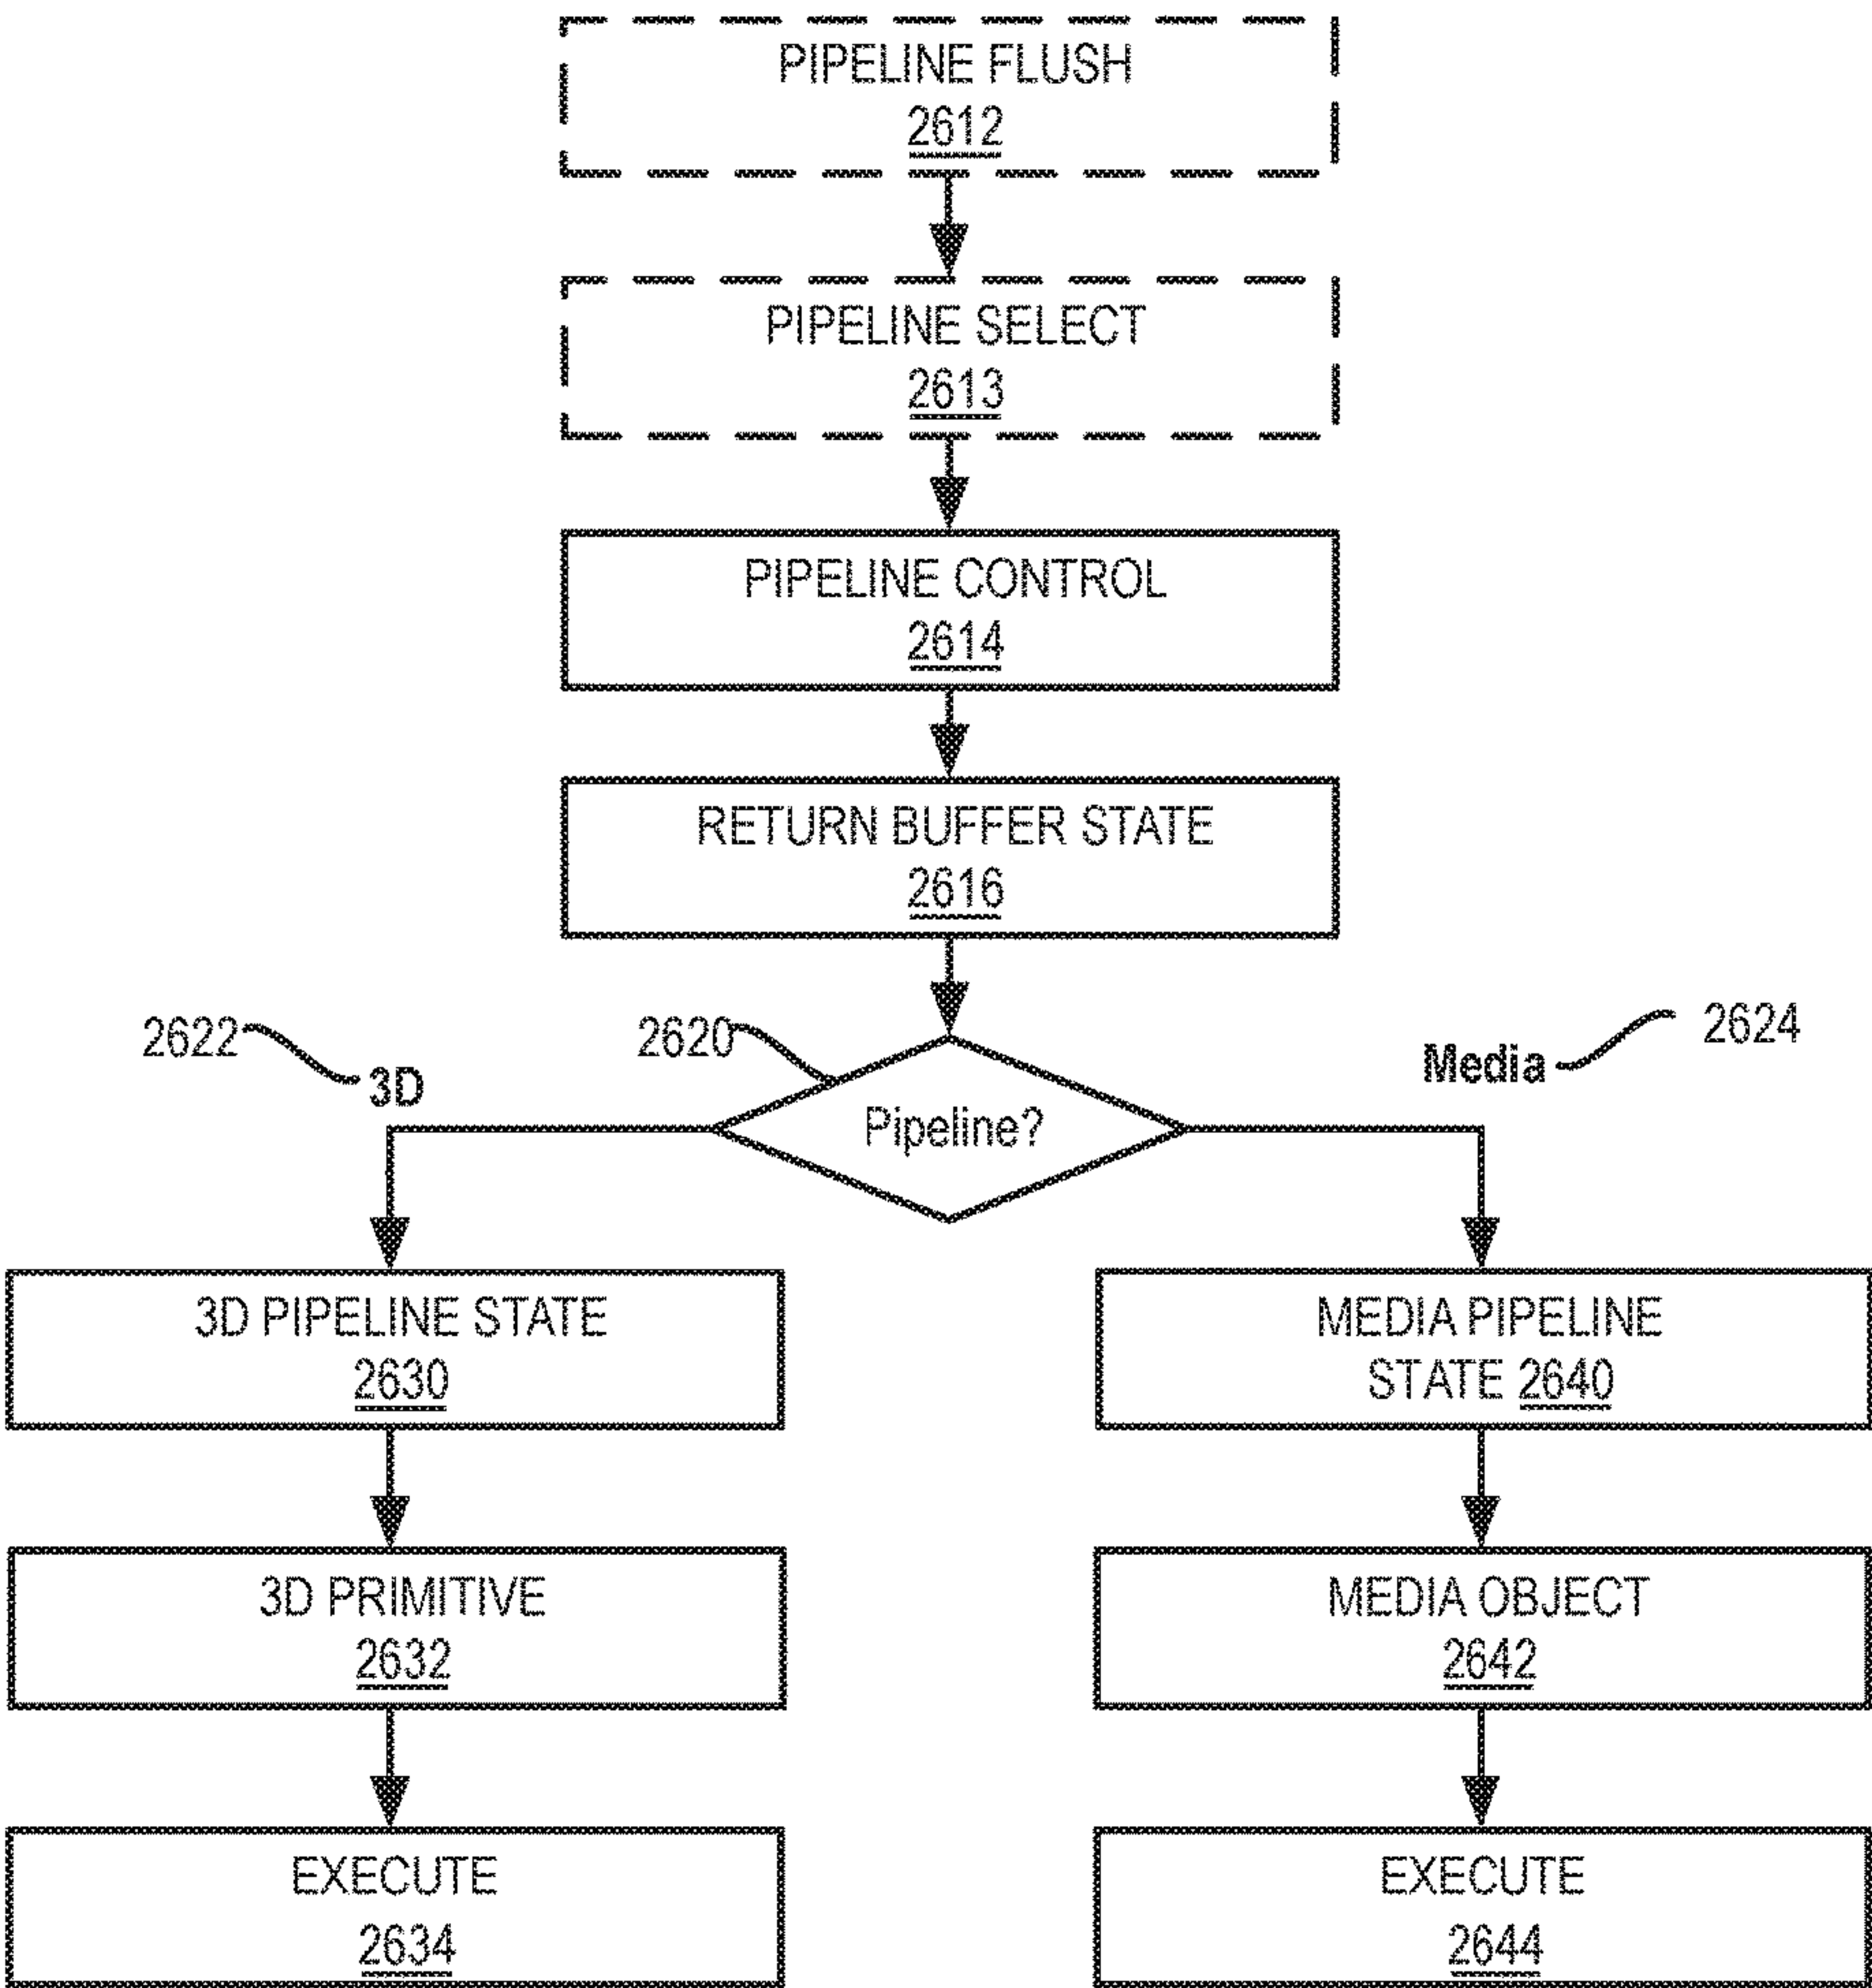 PIPELINE FLUSH
2612
PIPELINE SELECT
2613
PIPELINE CONTROL
2614
RETURN BUFFER STATE
2616
2622
3D
2620
Pipeline?
Media
2624
3D PIPELINE STATE
2630
MEDIA PIPELINE
STATE 2640
3D PRIMITIVE
2632
MEDIA OBJECT
2642
EXECUTE
2634
EXECUTE
2644